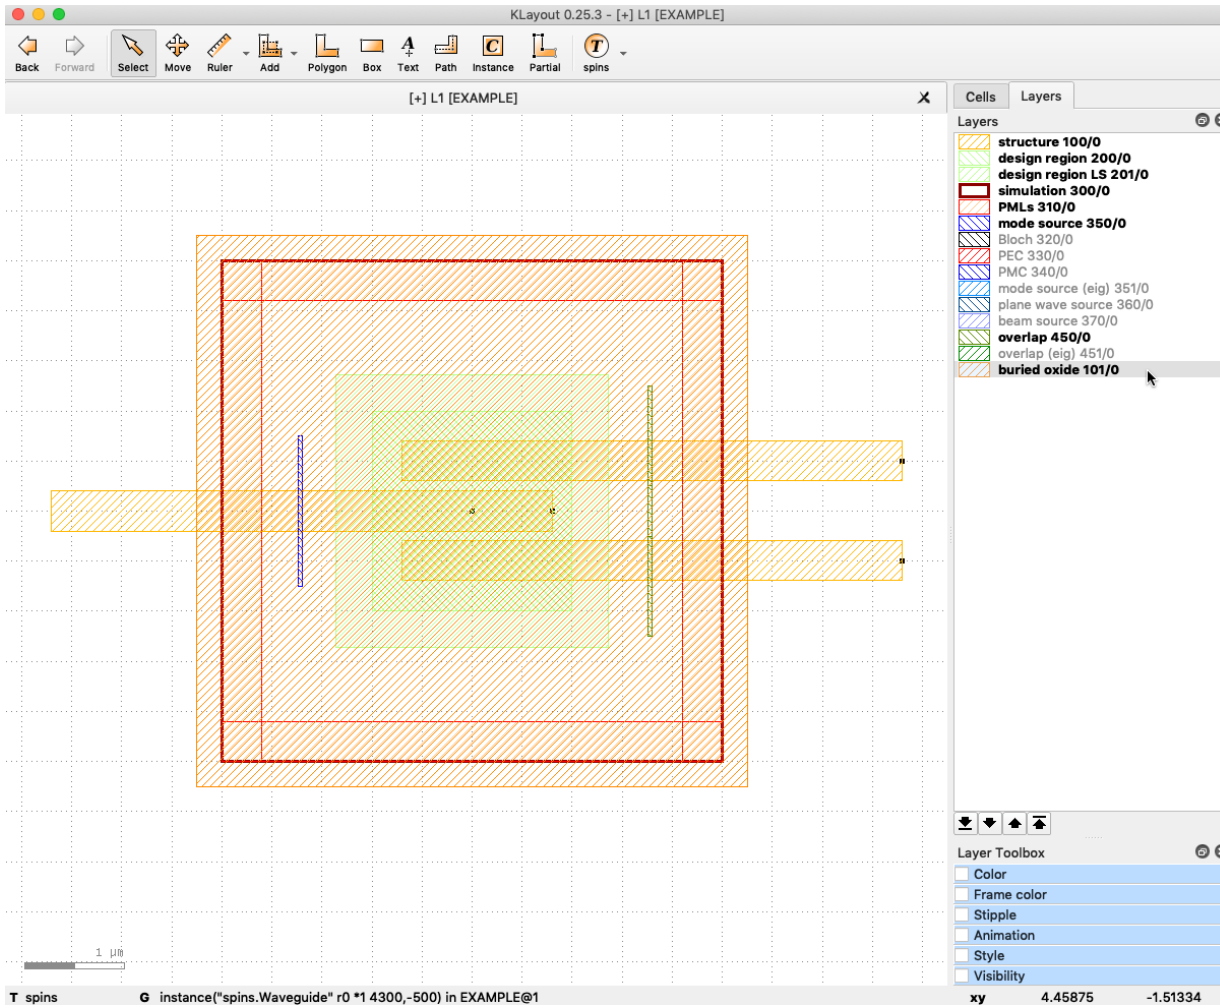 KLayout 0.25.3 - [+] L1 [EXAMPLE]
Back Forward Select Move Ruler Add Polygon Box Text Path Instance Partial spins
[+] L1 [EXAMPLE]
Cells Layers
Layers
structure 100/0
design region 200/0
design region LS 201/0
simulation 300/0
PMLs 310/0
mode source 350/0
Bloch 320/0
PEC 330/0
PMC 340/0
mode source (eig) 351/0
plane wave source 360/0
beam source 370/0
overlap 450/0
overlap (eig) 451/0
buried oxide 101/0
Layer Toolbox
Color
Frame color
Stipple
Animation
Style
Visibility
1 μm
T spins G instance("spins.Waveguide" r0 *1 4300,-500) in EXAMPLE@1 xy 4.45875 -1.51334